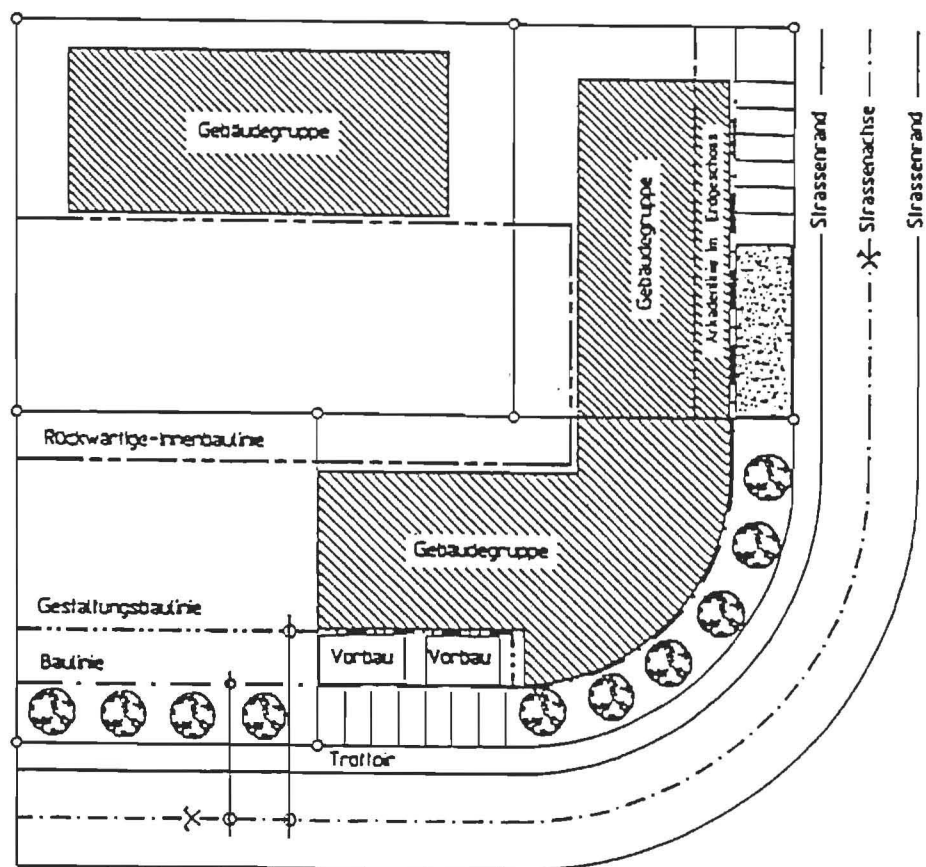 Gebäudegruppe
Gebäudegruppe
Arkadenlinie im Erdgeschoss
Strassenrand
Strassenachse
Strassenrand
Rückwärtige-Innenbaulinie
Gebäudegruppe
Gestaltungsbaulinie
Vorbau
Vorbau
Baulinie
Trottoir